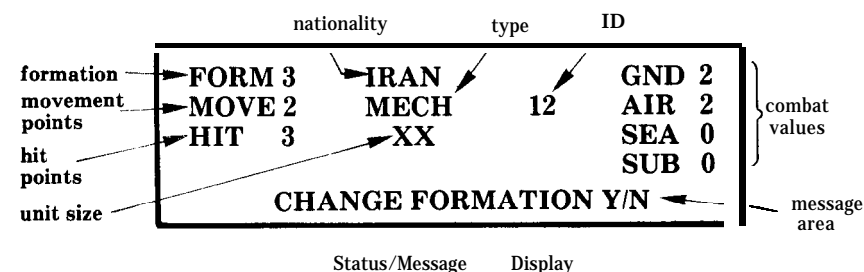 nationality type ID
formation FORM 3 IRAN GND 2
movement points MOVE 2 MECH 12 AIR 2 combat values
hit points HIT 3 XX SEA 0
SUB 0
unit size CHANGE FORMATION Y/N message area
Status/Message Display